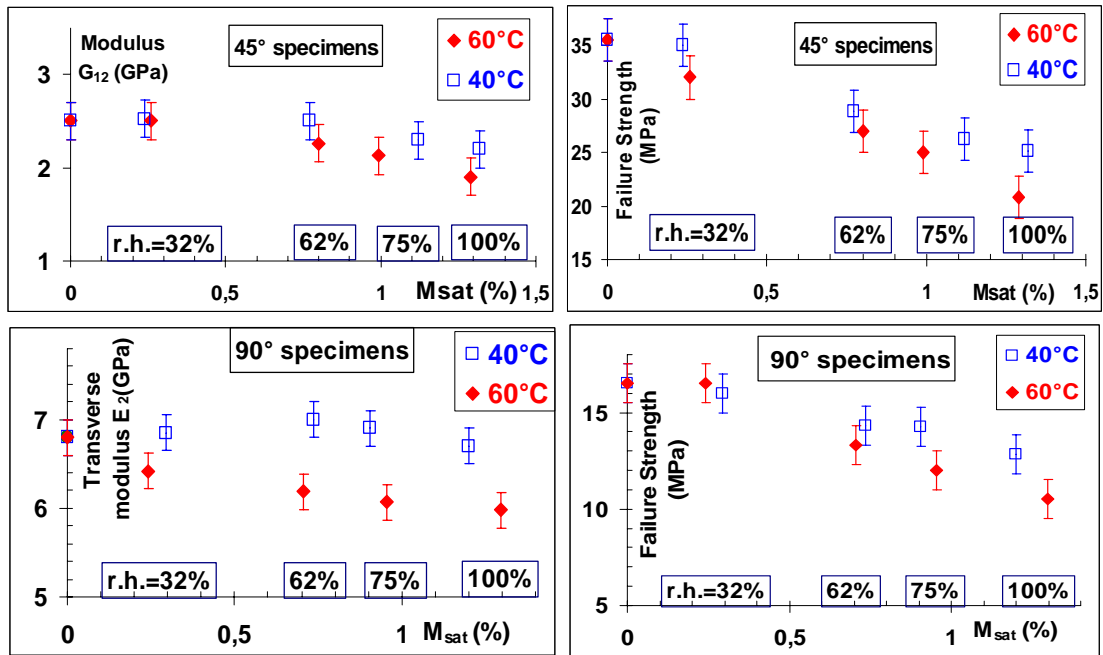 Modulus
G12 (GPa)
45° specimens
60°C
40°C
3
2
1
r.h.=32%
62%
75%
100%
0
0,5
1
Msat (%)
1,5
45° specimens
60°C
40°C
Failure Strength
(MPa)
35
30
25
20
15
r.h.=32%
62%
75%
100%
0
0,5
1
Msat (%)
1,5
90° specimens
40°C
60°C
Transverse
modulus E2(GPa)
7
6
5
r.h.=32%
62%
75%
100%
0
0,5
1
Msat (%)
90° specimens
40°C
60°C
Failure Strength
(MPa)
15
10
5
r.h.=32%
62%
75%
100%
0
0,5
1
Msat (%)